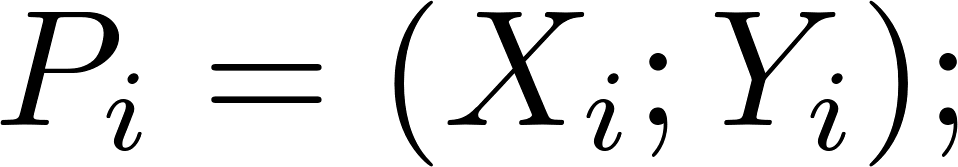 P_i = (X_i; Y_i);